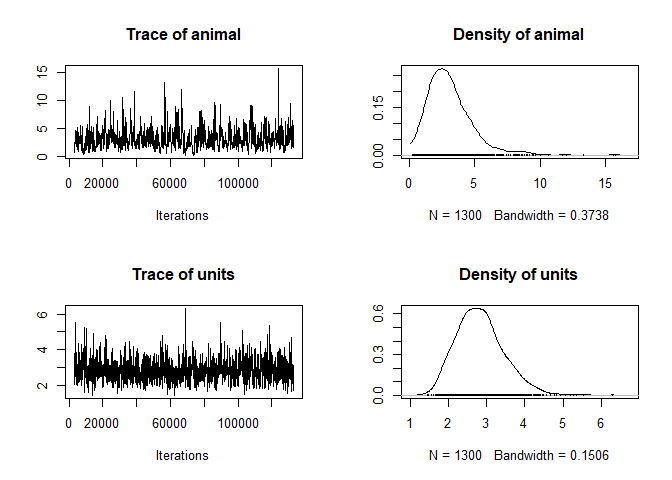 Trace of animal
0 5 10 15
0 20000 60000 100000
Iterations
Density of animal
0.00 0.15
0 5 10 15
N = 1300 Bandwidth = 0.3738
Trace of units
2 4 6
0 20000 60000 100000
Iterations
Density of units
0.0 0.3 0.6
1 2 3 4 5 6
N = 1300 Bandwidth = 0.1506